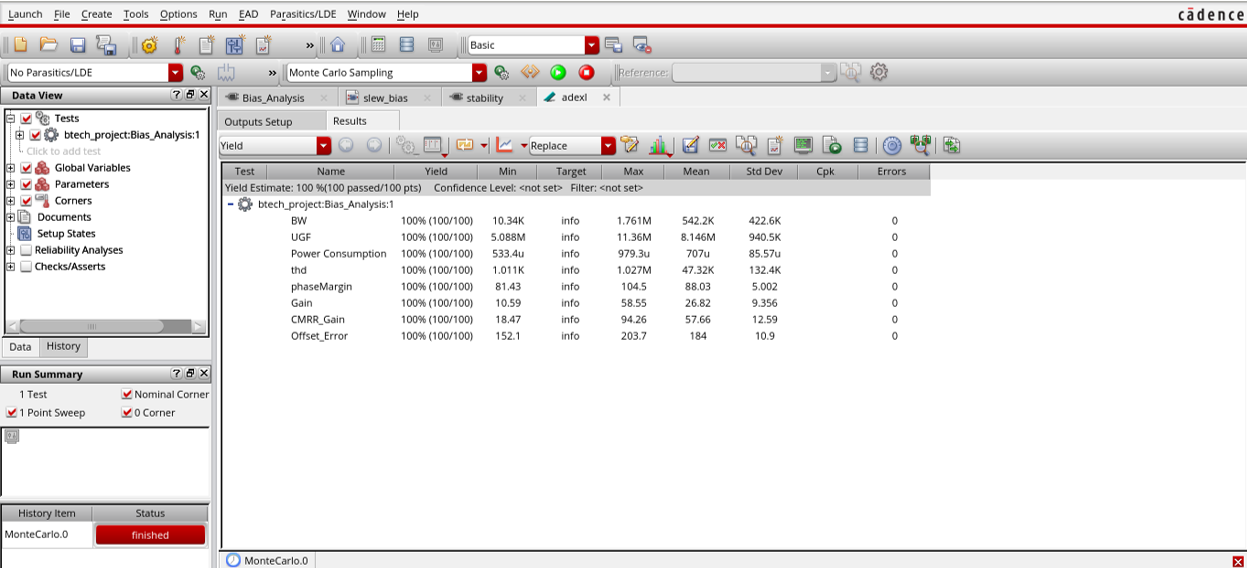 Launch File Create Tools Options Run EAD Parasitics/LDE Window Help cādence
» Basic
No Parasitics/LDE » Monte Carlo Sampling Reference:
Data View ? Bias_Analysis slew_bias stability adexl
Tests
btech_project:Bias_Analysis:1
Click to add test
Global Variables
Parameters
Corners
Documents
Setup States
Reliability Analyses
Checks/Asserts
Data History
Run Summary ?
1 Test Nominal Corner
1 Point Sweep 0 Corner
History Item Status
MonteCarlo.0 finished
Outputs Setup Results
Yield Replace
Test Name Yield Min Target Max Mean Std Dev Cpk Errors
Yield Estimate: 100 %(100 passed/100 pts) Confidence Level: <not set> Filter: <not set>
btech_project:Bias_Analysis:1
BW 100% (100/100) 10.34K info 1.761M 542.2K 422.6K 0
UGF 100% (100/100) 5.088M info 11.36M 8.146M 940.5K 0
Power Consumption 100% (100/100) 533.4u info 979.3u 707u 85.57u 0
thd 100% (100/100) 1.011K info 1.027M 47.32K 132.4K 0
phaseMargin 100% (100/100) 81.43 info 104.5 88.03 5.002 0
Gain 100% (100/100) 10.59 info 58.55 26.82 9.356 0
CMRR_Gain 100% (100/100) 18.47 info 94.26 57.66 12.59 0
Offset_Error 100% (100/100) 152.1 info 203.7 184 10.9 0
MonteCarlo.0